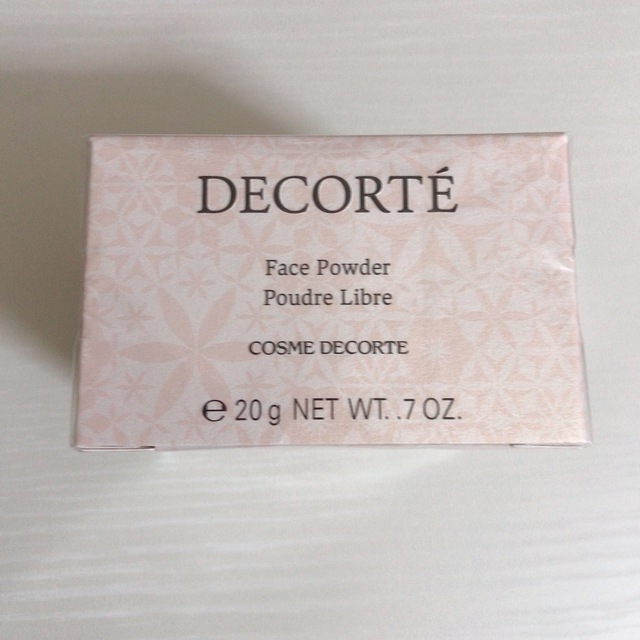 DECORTÉ
Face Powder
Poudre Libre
COSME DECORTE
℮ 20 g NET WT. .7 OZ.